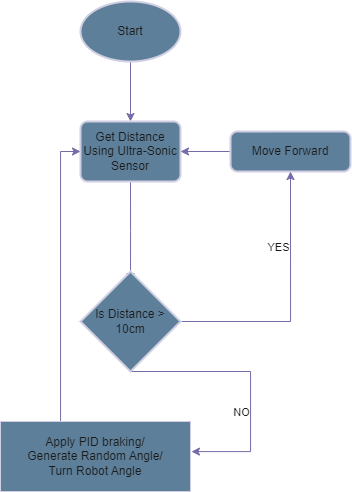 Start
Get Distance
Using Ultra-Sonic
Sensor
Move Forward
YES
Is Distance >
10cm
NO
Apply PID braking/
Generate Random Angle/
Turn Robot Angle